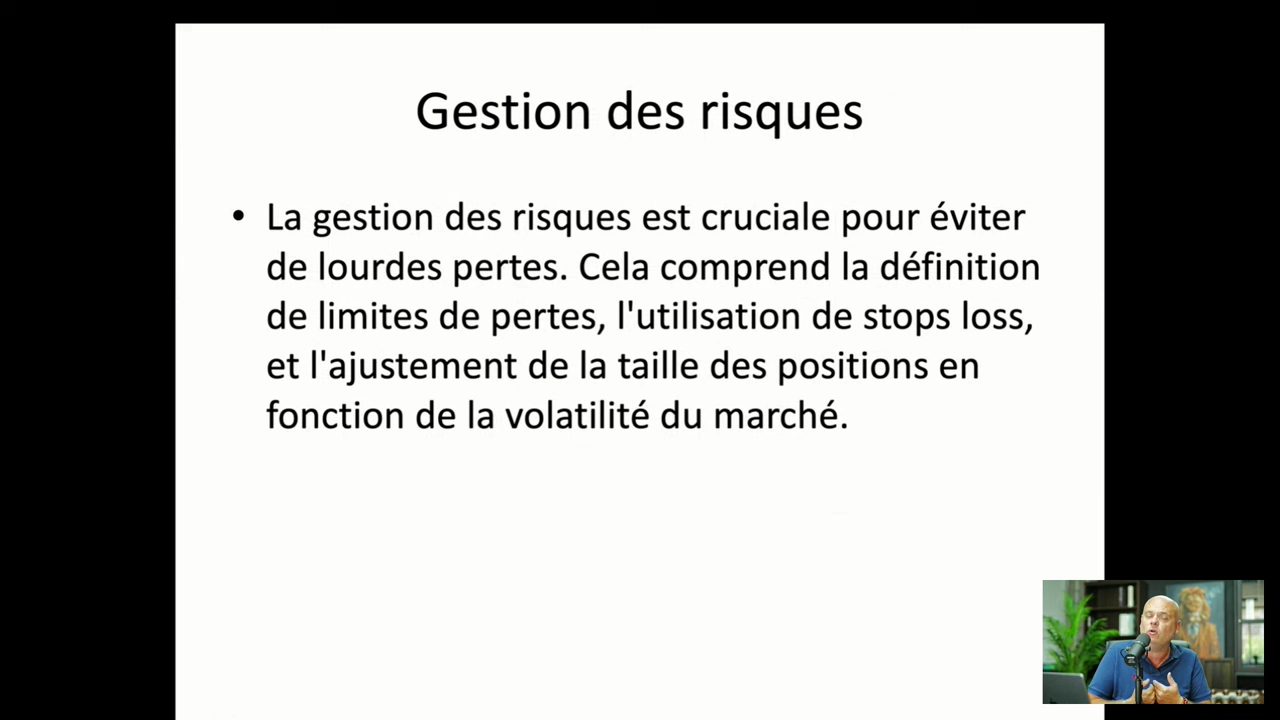 Gestion des risques
• La gestion des risques est cruciale pour éviter
de lourdes pertes. Cela comprend la définition
de limites de pertes, l'utilisation de stops loss,
et l'ajustement de la taille des positions en
fonction de la volatilité du marché.